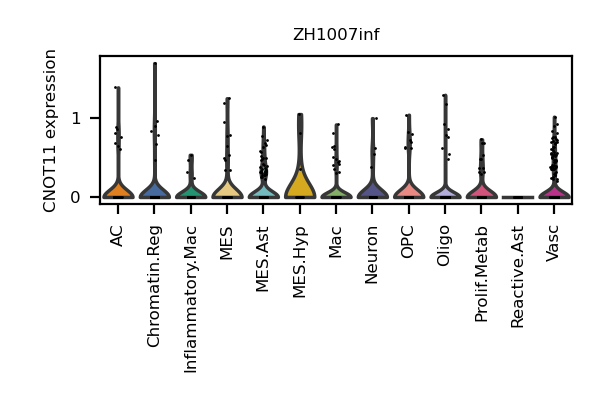 ZH1007inf
CNOT11 expression
1
0
AC
Chromatin.Reg
Inflammatory.Mac
MES
MES.Ast
MES.Hyp
Mac
Neuron
OPC
Oligo
Prolif.Metab
Reactive.Ast
Vasc